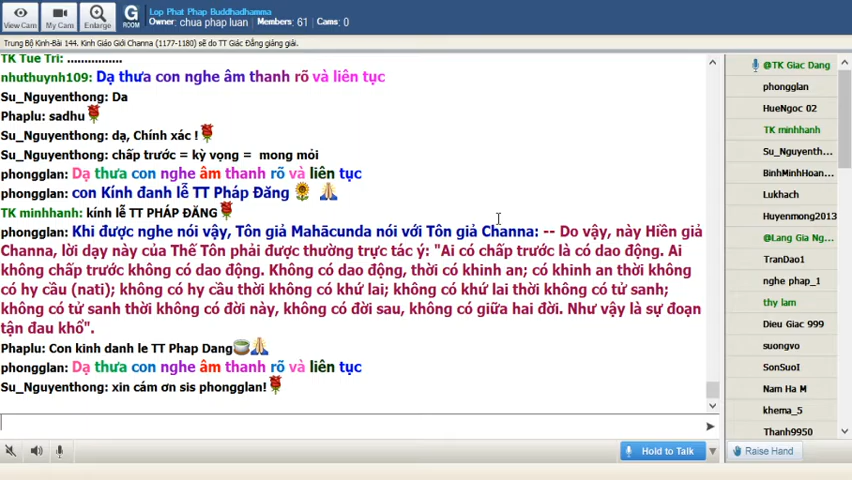 View Cam
My Cam
Enlarge
G
ROOM
Lop Phat Phap Buddhadhamma
Owner: chua phap luan Members: 61 Cams: 0
Trung Bộ Kinh-Bài 144. Kinh Giáo Giới Channa (1177-1180) sẽ do TT Giác Đẳng giảng giải.
TK Tue Tri: ................
nhuthuynh109: Dạ thưa con nghe âm thanh rõ và liên tục
Su_Nguyenthong: Da
Phaplu: sadhu
Su_Nguyenthong: dạ, Chính xác !
Su_Nguyenthong: chấp trước = kỳ vọng = mong mỏi
phongglan: Dạ thưa con nghe âm thanh rõ và liên tục
phongglan: con Kính đanh lễ TT Pháp Đăng
TK minhhanh: kính lễ TT PHÁP ĐĂNG
phongglan: Khi được nghe nói vậy, Tôn giả Mahācunda nói với Tôn giả Channa: -- Do vậy, này Hiền giả
Channa, lời dạy này của Thế Tôn phải được thường trực tác ý: "Ai có chấp trước là có dao động. Ai
không chấp trước không có dao động. Không có dao động, thời có khinh an; có khinh an thời không
có hy cầu (nati); không có hy cầu thời không có khứ lai; không có khứ lai thời không có tử sanh;
không có tử sanh thời không có đời này, không có đời sau, không có giữa hai đời. Như vậy là sự đoạn
tận đau khổ".
Phaplu: Con kinh danh le TT Phap Dang
phongglan: Dạ thưa con nghe âm thanh rõ và liên tục
Su_Nguyenthong: xin cám ơn sis phongglan!
Hold to Talk
@TK Giac Dang
phongglan
HueNgoc 02
TK minhhanh
Su_Nguyenth...
BinhMinhHoan...
Lukhach
Huyenmong2013
@Lang Gia Ng...
TranDao1
nghe phap_1
thy lam
Dieu Giac 999
suongvo
SonSuoI
Nam Ha M
khema_5
Thanh9950
Raise Hand